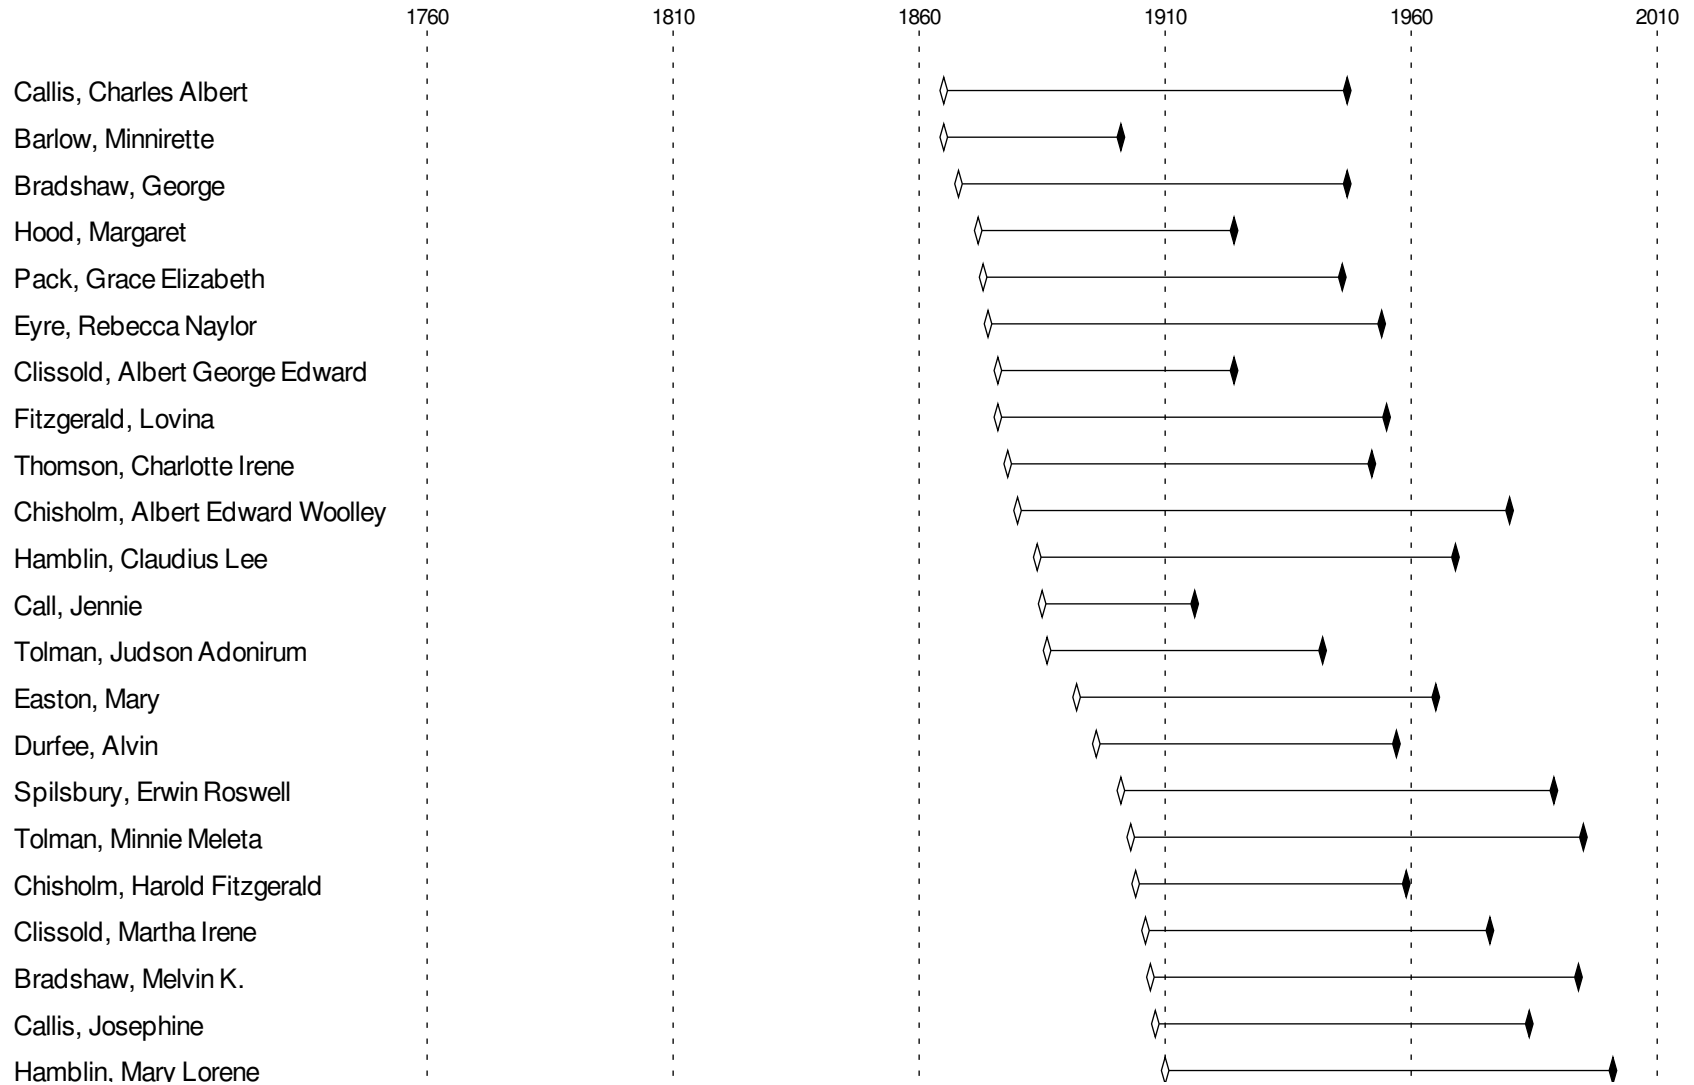 1760 1810 1860 1910 1960 2010
Callis, Charles Albert
Barlow, Minnirette
Bradshaw, George
Hood, Margaret
Pack, Grace Elizabeth
Eyre, Rebecca Naylor
Clissold, Albert George Edward
Fitzgerald, Lovina
Thomson, Charlotte Irene
Chisholm, Albert Edward Woolley
Hamblin, Claudius Lee
Call, Jennie
Tolman, Judson Adonirum
Easton, Mary
Durfee, Alvin
Spilsbury, Erwin Roswell
Tolman, Minnie Meleta
Chisholm, Harold Fitzgerald
Clissold, Martha Irene
Bradshaw, Melvin K.
Callis, Josephine
Hamblin, Mary Lorene